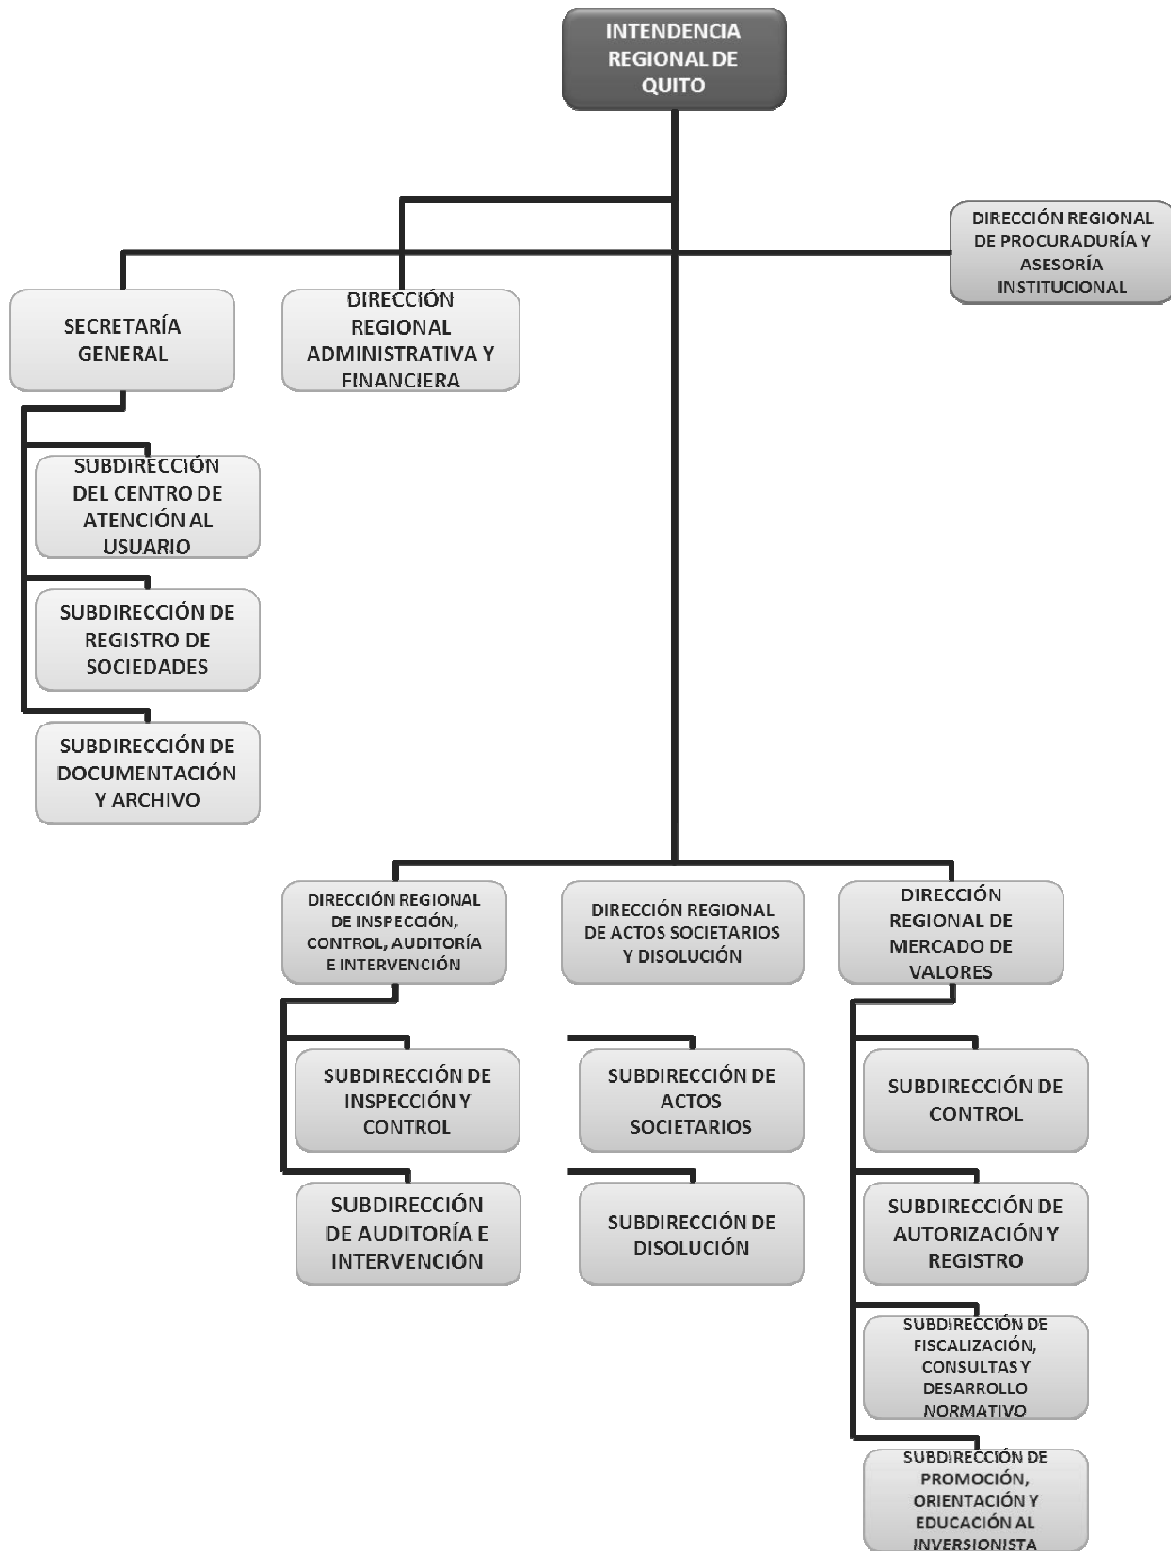 INTENDENCIA
REGIONAL DE
QUITO
DIRECCIÓN REGIONAL
DE PROCURADURÍA Y
ASESORÍA
INSTITUCIONAL
SECRETARÍA
GENERAL
DIRECCIÓN
REGIONAL
ADMINISTRATIVA Y
FINANCIERA
SUBDIRECCIÓN
DEL CENTRO DE
ATENCIÓN AL
USUARIO
SUBDIRECCIÓN DE
REGISTRO DE
SOCIEDADES
SUBDIRECCIÓN DE
DOCUMENTACIÓN
Y ARCHIVO
DIRECCIÓN REGIONAL
DE INSPECCIÓN,
CONTROL, AUDITORÍA
E INTERVENCIÓN
DIRECCIÓN REGIONAL
DE ACTOS SOCIETARIOS
Y DISOLUCIÓN
DIRECCIÓN
REGIONAL DE
MERCADO DE
VALORES
SUBDIRECCIÓN DE
INSPECCIÓN Y
CONTROL
SUBDIRECCIÓN DE
ACTOS
SOCIETARIOS
SUBDIRECCIÓN DE
CONTROL
SUBDIRECCIÓN
DE AUDITORÍA E
INTERVENCIÓN
SUBDIRECCIÓN DE
DISOLUCIÓN
SUBDIRECCIÓN DE
AUTORIZACIÓN Y
REGISTRO
SUBDIRECCIÓN DE
FISCALIZACIÓN,
CONSULTAS Y
DESARROLLO
NORMATIVO
SUBDIRECCIÓN DE
PROMOCIÓN,
ORIENTACIÓN Y
EDUCACIÓN AL
INVERSIONISTA